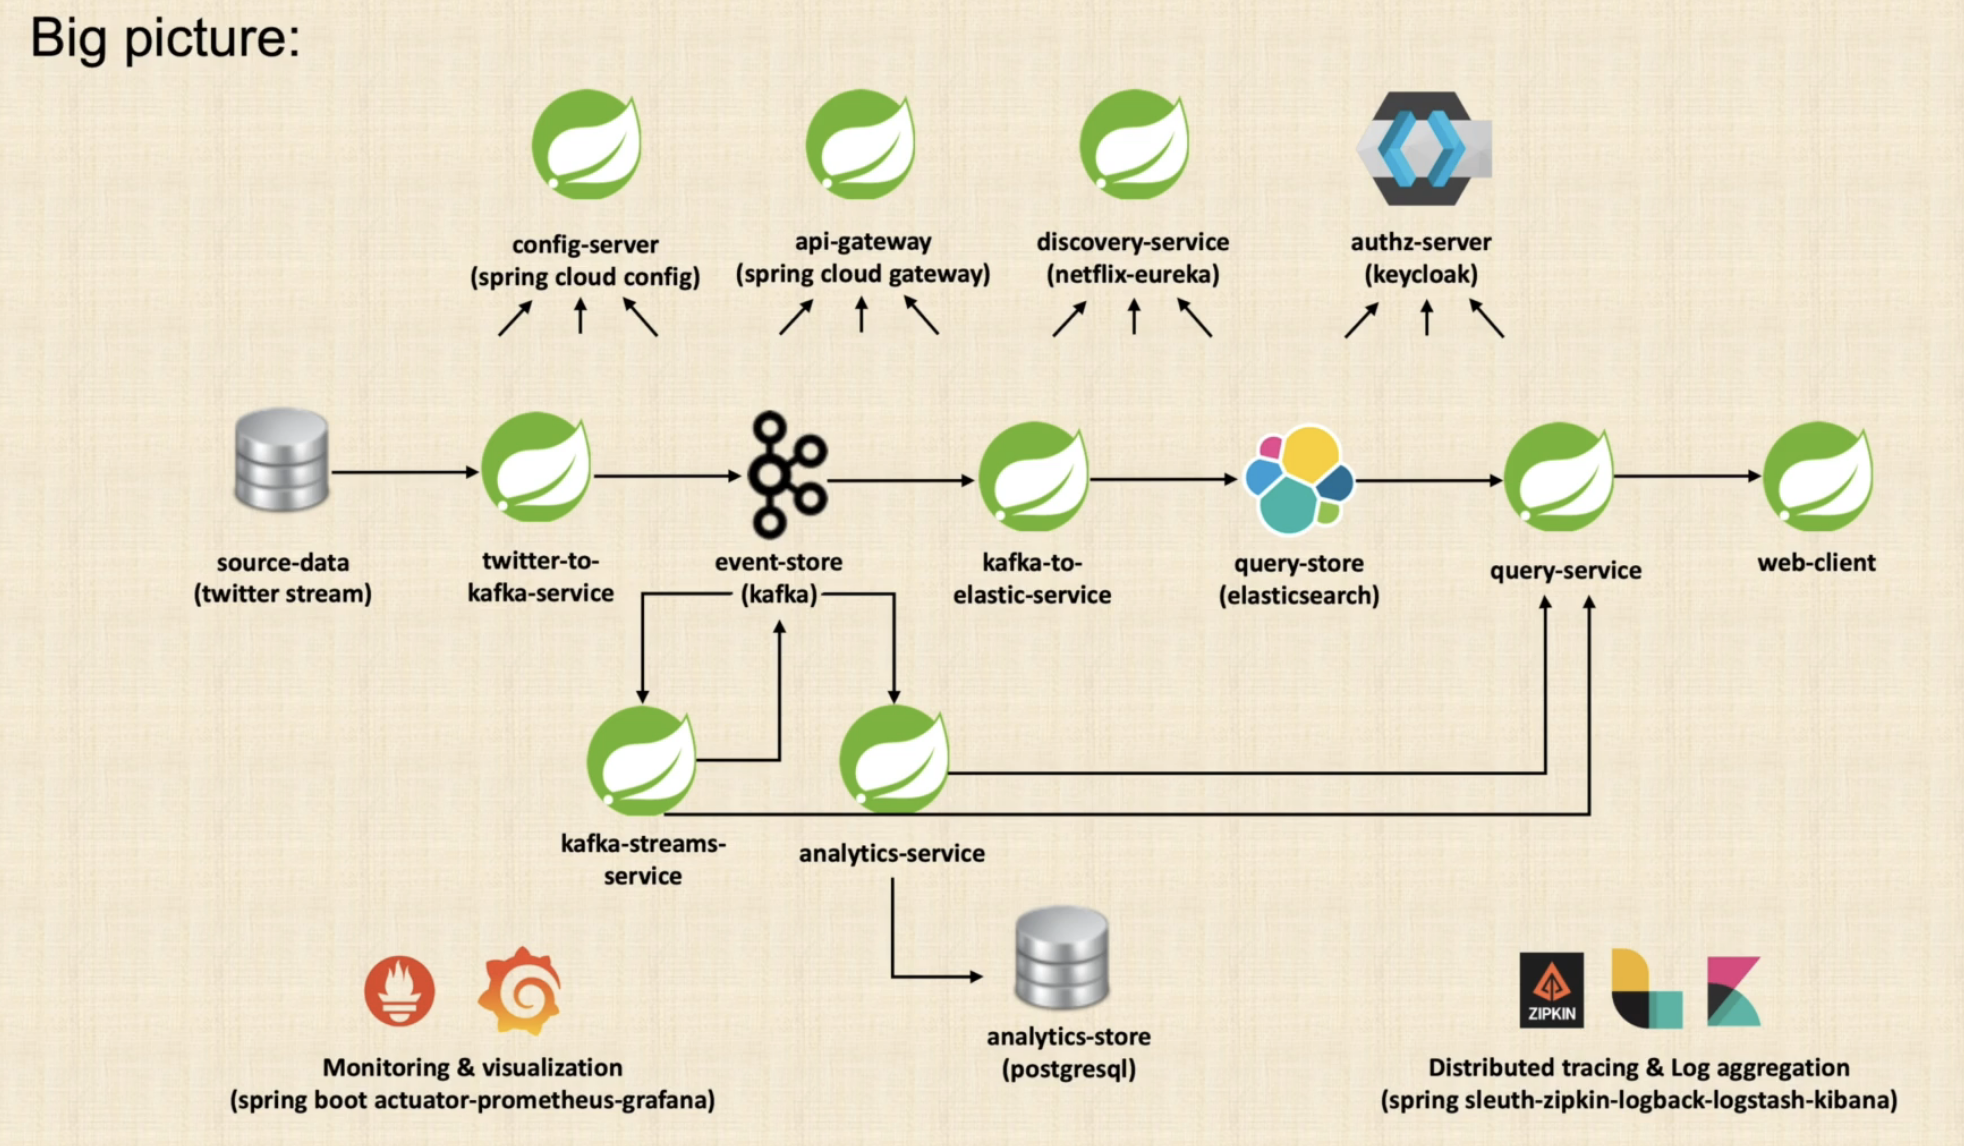 Big picture:
config-server
(spring cloud config)
api-gateway
(spring cloud gateway)
discovery-service
(netflix-eureka)
authz-server
(keycloak)
source-data
(twitter stream)
twitter-to-
kafka-service
event-store
(kafka)
kafka-to-
elastic-service
query-store
(elasticsearch)
query-service
web-client
kafka-streams-
service
analytics-service
analytics-store
(postgresql)
Monitoring & visualization
(spring boot actuator-prometheus-grafana)
ZIPKIN
Distributed tracing & Log aggregation
(spring sleuth-zipkin-logback-logstash-kibana)